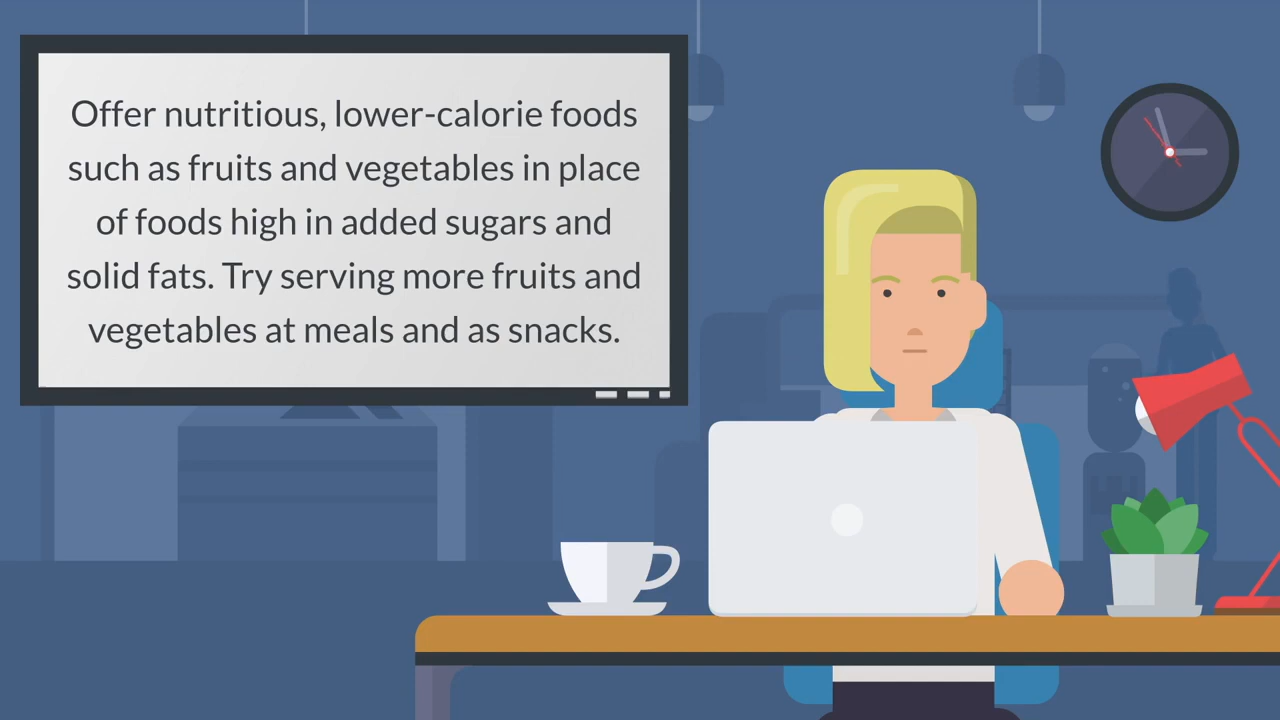 Offer nutritious, lower-calorie foods
such as fruits and vegetables in place
of foods high in added sugars and
solid fats. Try serving more fruits and
vegetables at meals and as snacks.